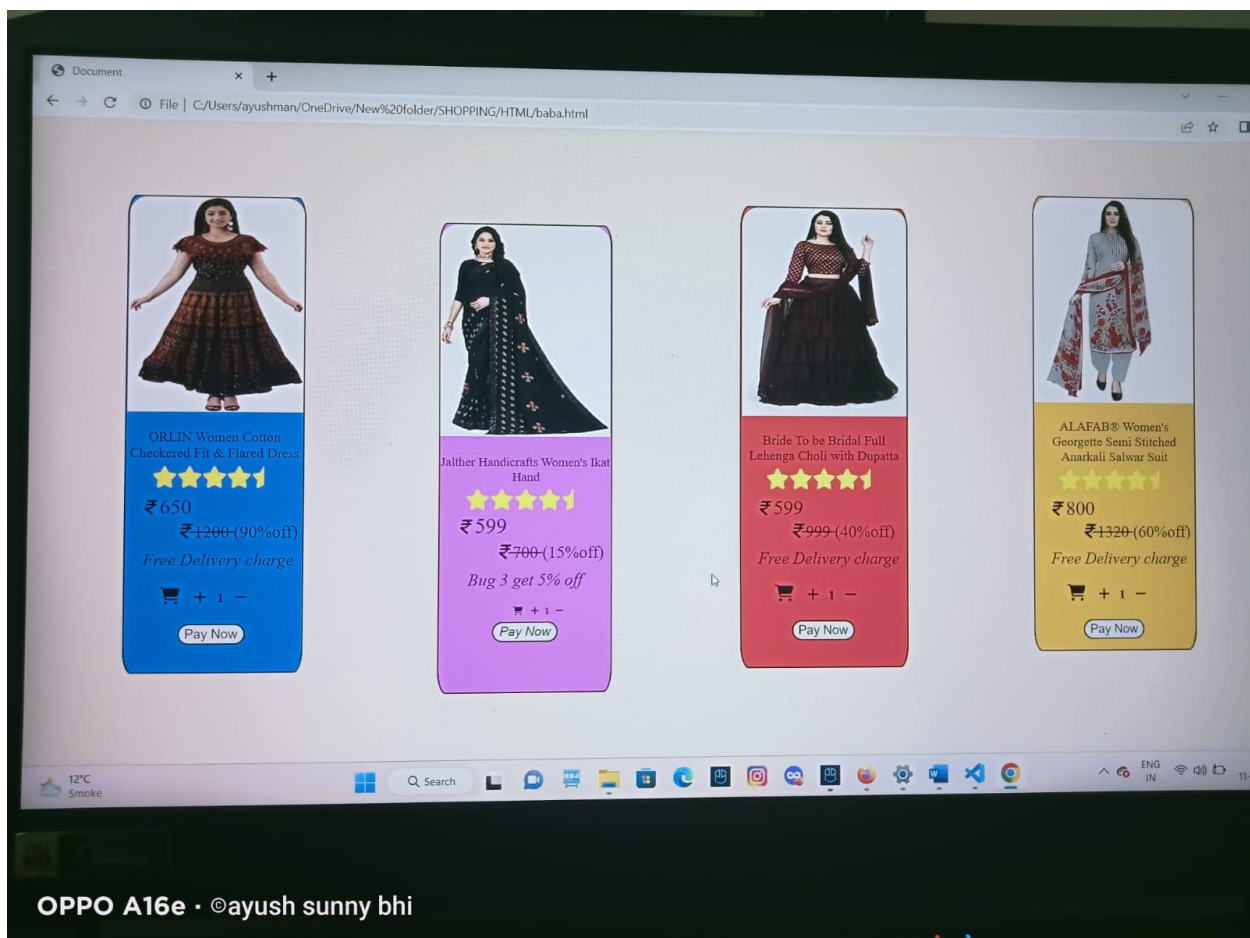 Document
File | C:/Users/ayushman/OneDrive/New%20folder/SHOPPING/HTML/baba.html
ORLIN Women Cotton
Checkered Fit & Flared Dress
₹650
₹1200 (90%off)
Free Delivery charge
+ 1 −
Pay Now
Jalther Handicrafts Women's Ikat
Hand
₹599
₹700 (15%off)
Bug 3 get 5% off
+ 1 −
Pay Now
Bride To be Bridal Full
Lehenga Choli with Dupatta
₹599
₹999 (40%off)
Free Delivery charge
+ 1 −
Pay Now
ALAFAB® Women's
Georgette Semi Stitched
Anarkali Salwar Suit
₹800
₹1320 (60%off)
Free Delivery charge
+ 1 −
Pay Now
12°C
Smoke
Search
ENG
IN
11-
OPPO A16e · ©ayush sunny bhi